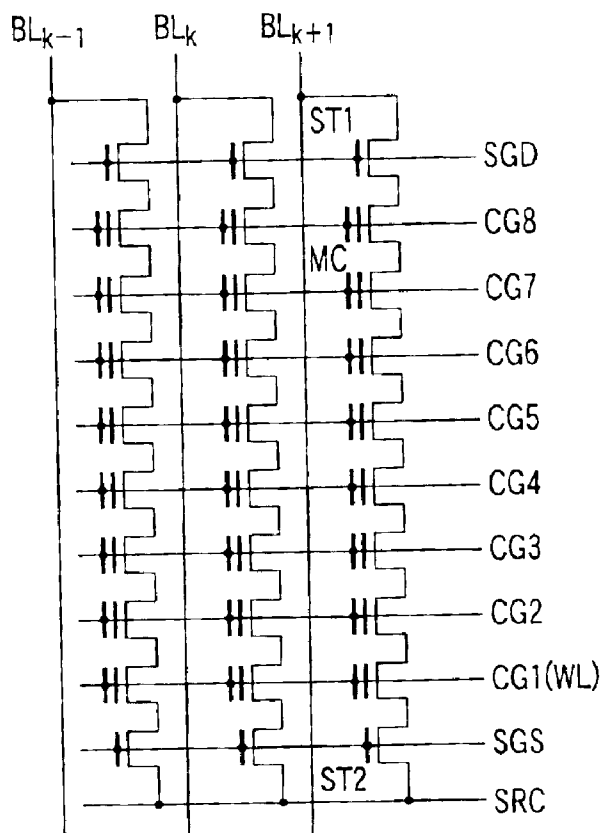 BLk-1 BLk BLk+1
ST1
SGD
CG8
MC
CG7
CG6
CG5
CG4
CG3
CG2
CG1(WL)
SGS
ST2
SRC